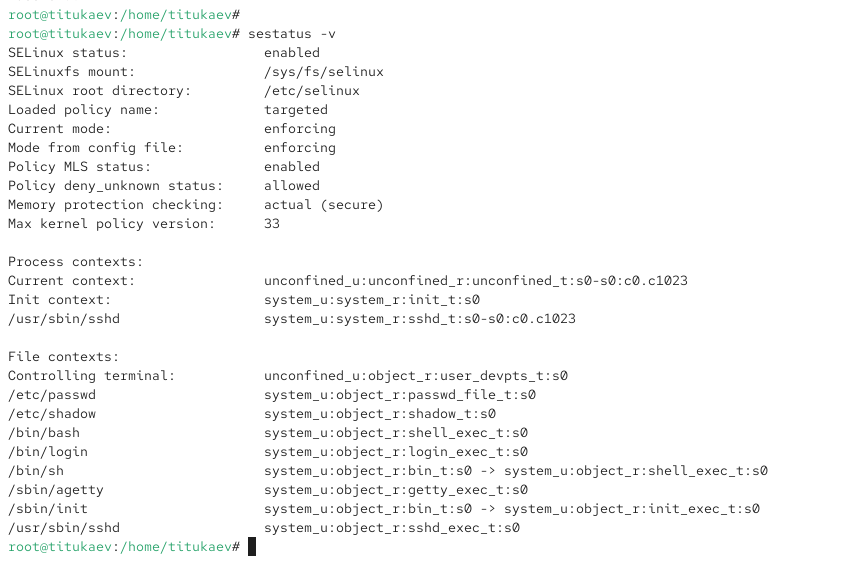 root@titukaev:/home/titukaev#
root@titukaev:/home/titukaev# sestatus -v
SELinux status:                 enabled
SELinuxfs mount:                /sys/fs/selinux
SELinux root directory:         /etc/selinux
Loaded policy name:             targeted
Current mode:                   enforcing
Mode from config file:          enforcing
Policy MLS status:              enabled
Policy deny_unknown status:     allowed
Memory protection checking:     actual (secure)
Max kernel policy version:      33

Process contexts:
Current context:                unconfined_u:unconfined_r:unconfined_t:s0-s0:c0.c1023
Init context:                   system_u:system_r:init_t:s0
/usr/sbin/sshd                  system_u:system_r:sshd_t:s0-s0:c0.c1023

File contexts:
Controlling terminal:           unconfined_u:object_r:user_devpts_t:s0
/etc/passwd                     system_u:object_r:passwd_file_t:s0
/etc/shadow                     system_u:object_r:shadow_t:s0
/bin/bash                       system_u:object_r:shell_exec_t:s0
/bin/login                      system_u:object_r:login_exec_t:s0
/bin/sh                         system_u:object_r:bin_t:s0 -> system_u:object_r:shell_exec_t:s0
/sbin/agetty                    system_u:object_r:getty_exec_t:s0
/sbin/init                      system_u:object_r:bin_t:s0 -> system_u:object_r:init_exec_t:s0
/usr/sbin/sshd                  system_u:object_r:sshd_exec_t:s0
root@titukaev:/home/titukaev#